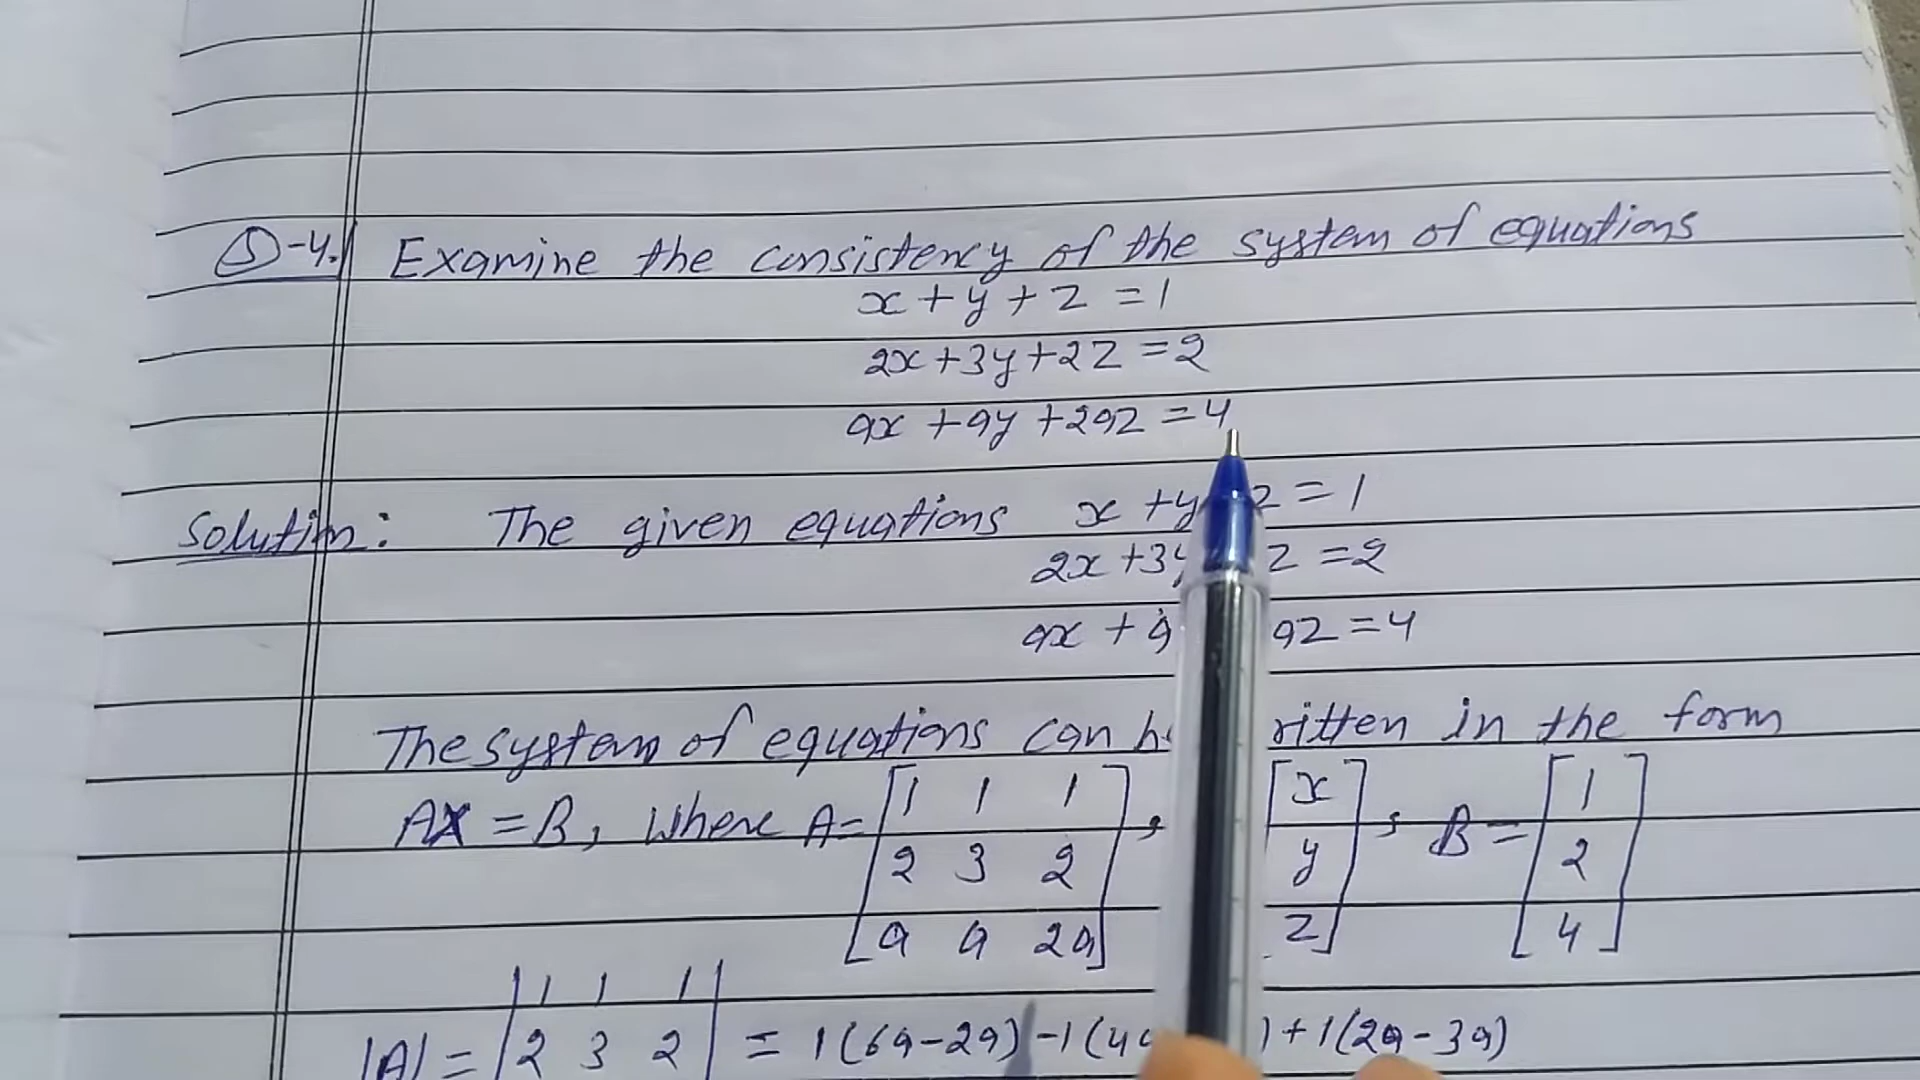 Q-4. Examine the consistency of the system of equations
x + y + z = 1
2x + 3y + 2z = 2
ax + ay + 2az = 4
Solution: The given equations x + y z = 1
2x + 3y z = 2
ax + a az = 4
The system of equations can in the form
AX = B, where A = [1 1 1], [x], B = [1]
2 3 2 y 2
a a 2a z 4
|A| = |1 1 1|
2 3 2 = 1(6a-2a) -1(4a ) + 1(2a-3a)